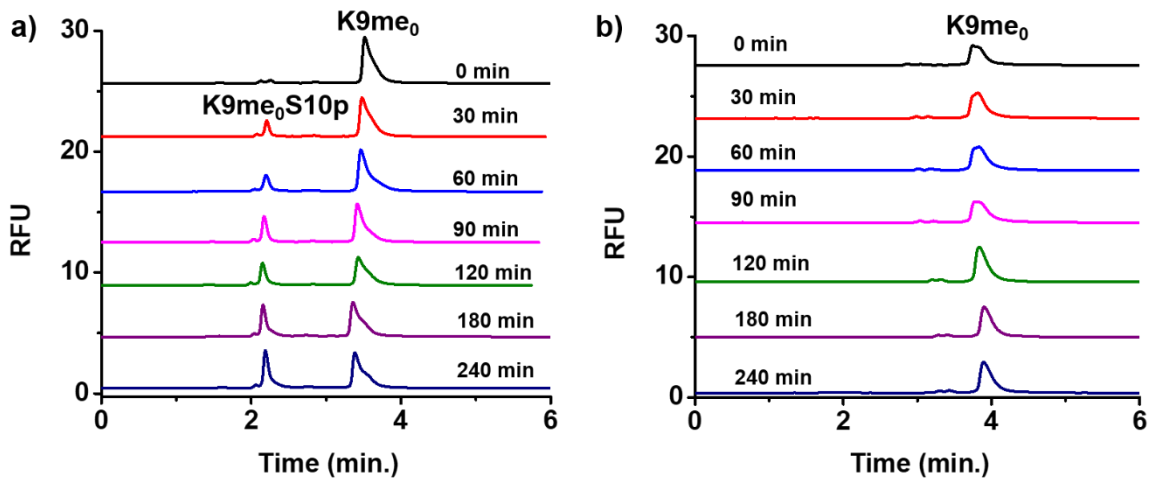 a)
K9me₀
30
0 min
K9me₀S10p
30 min
20
60 min
RFU
90 min
10
120 min
180 min
240 min
0
0 2 4 6
Time (min.)
b)
K9me₀
30
0 min
30 min
20
60 min
RFU
90 min
10
120 min
180 min
240 min
0
0 2 4 6
Time (min.)